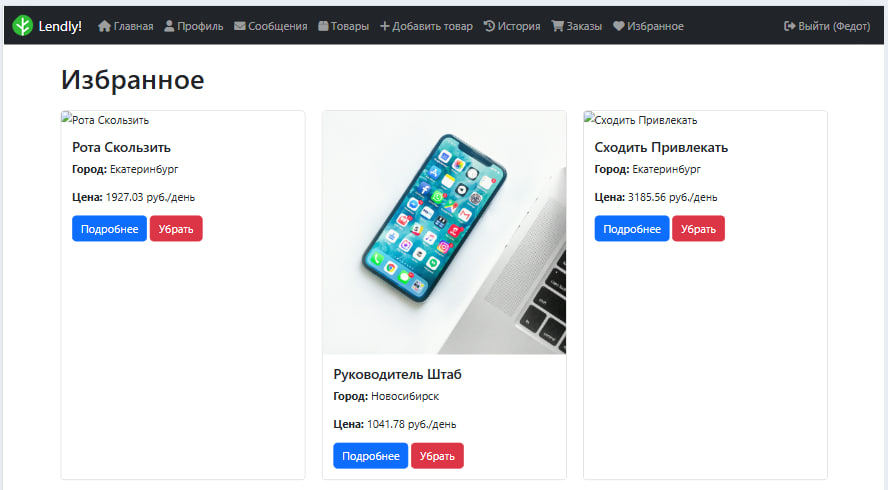 Lendly! Главная Профиль Сообщения Товары Добавить товар История Заказы Избранное Выйти (Федот)
Избранное
Рота Скользить
Рота Скользить
Город: Екатеринбург
Цена: 1927.03 руб./день
Подробнее Убрать
Руководитель Штаб
Город: Новосибирск
Цена: 1041.78 руб./день
Подробнее Убрать
Сходить Привлекать
Сходить Привлекать
Город: Екатеринбург
Цена: 3185.56 руб./день
Подробнее Убрать